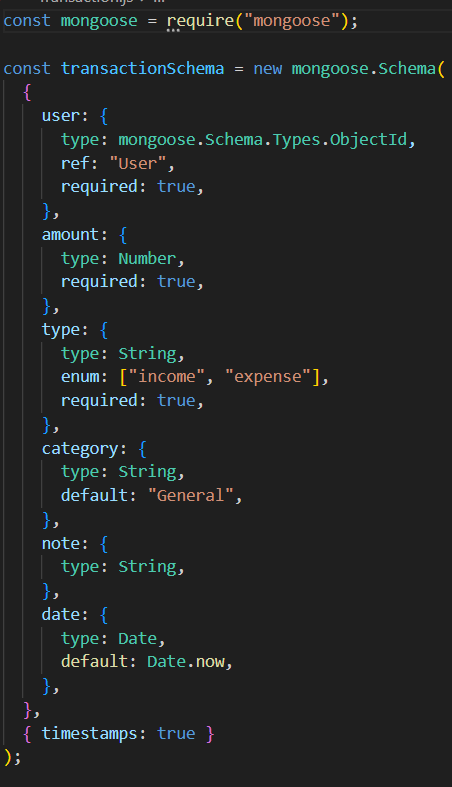 const mongoose = require("mongoose");
const transactionSchema = new mongoose.Schema(
  {
    user: {
      type: mongoose.Schema.Types.ObjectId,
      ref: "User",
      required: true,
    },
    amount: {
      type: Number,
      required: true,
    },
    type: {
      type: String,
      enum: ["income", "expense"],
      required: true,
    },
    category: {
      type: String,
      default: "General",
    },
    note: {
      type: String,
    },
    date: {
      type: Date,
      default: Date.now,
    },
  },
  { timestamps: true }
);